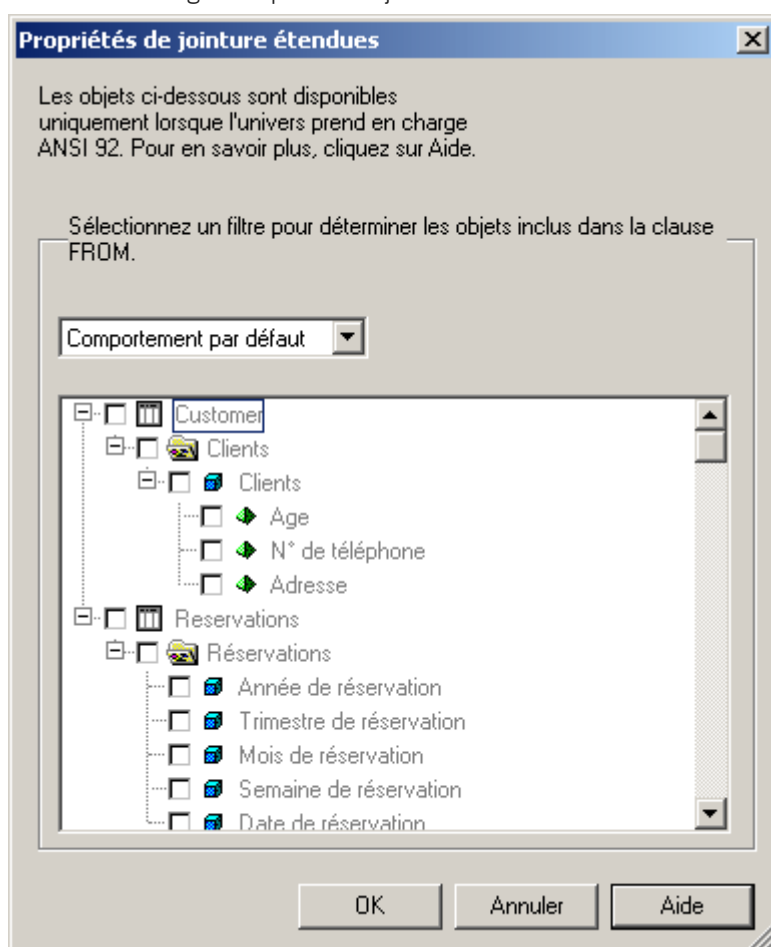 Propriétés de jointure étendues
Les objets ci-dessous sont disponibles
uniquement lorsque l'univers prend en charge
ANSI 92. Pour en savoir plus, cliquez sur Aide.
Sélectionnez un filtre pour déterminer les objets inclus dans la clause
FROM.
Comportement par défaut
Customer
Clients
Clients
Age
N° de téléphone
Adresse
Reservations
Réservations
Année de réservation
Trimestre de réservation
Mois de réservation
Semaine de réservation
Date de réservation
OK
Annuler
Aide